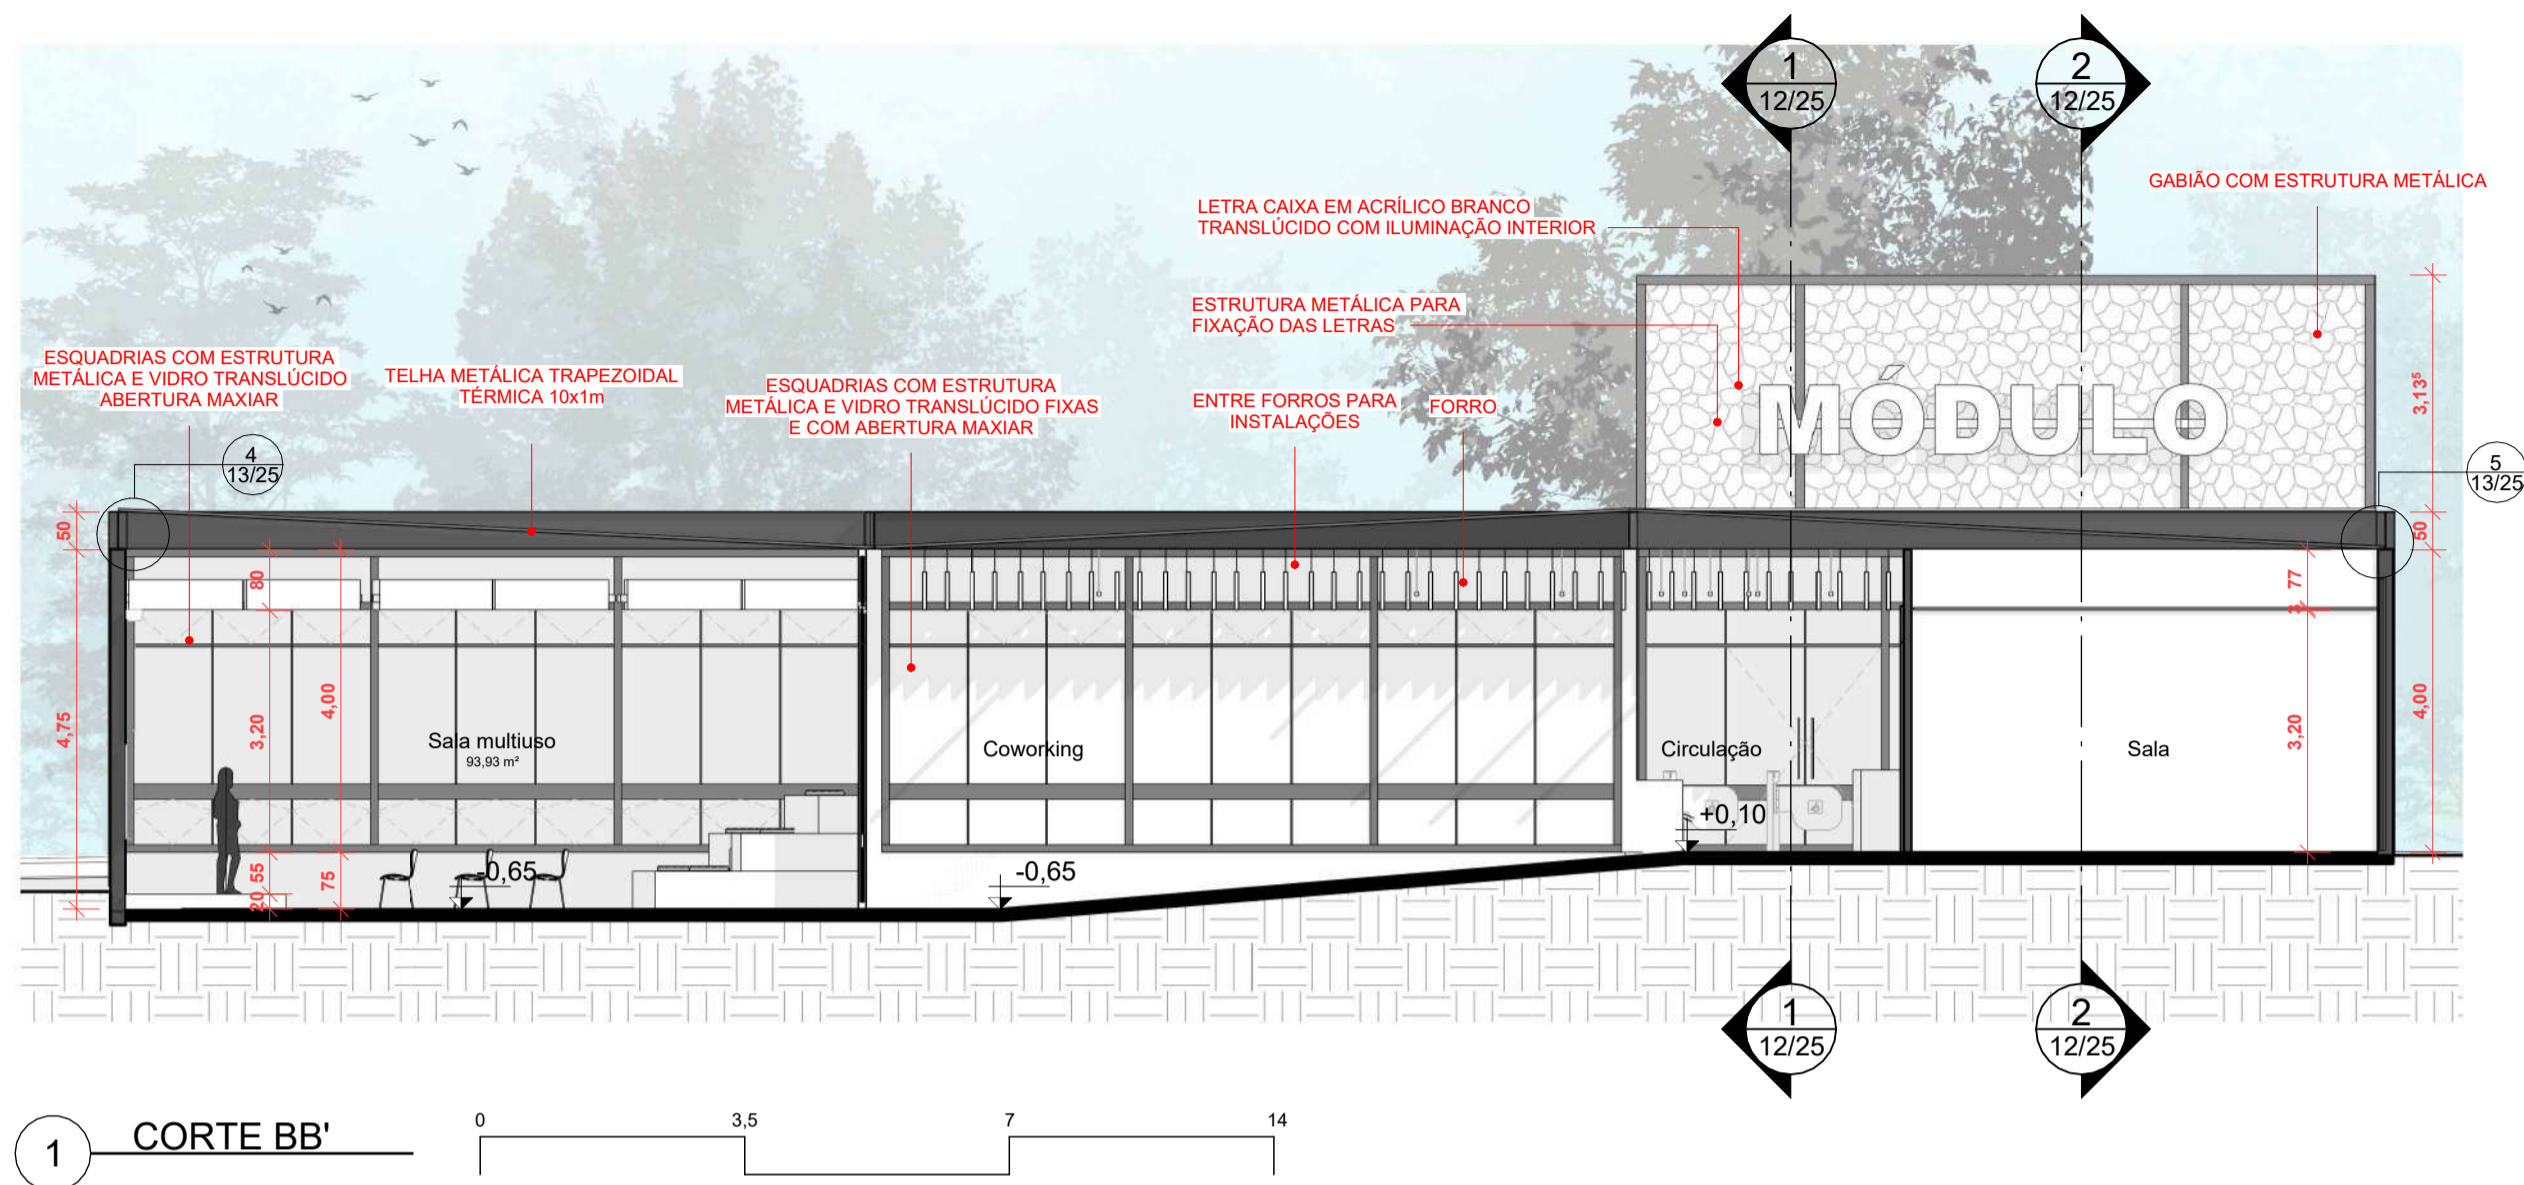 1
12/25
2
12/25
GABIÃO COM ESTRUTURA METÁLICA
LETRA CAIXA EM ACRÍLICO BRANCO
TRANSLÚCIDO COM ILUMINAÇÃO INTERIOR
ESTRUTURA METÁLICA PARA
FIXAÇÃO DAS LETRAS
ESQUADRIAS COM ESTRUTURA
METÁLICA E VIDRO TRANSLÚCIDO
ABERTURA MAXIAR
TELHA METÁLICA TRAPEZOIDAL
TÉRMICA 10x1m
ESQUADRIAS COM ESTRUTURA
METÁLICA E VIDRO TRANSLÚCIDO FIXAS
E COM ABERTURA MAXIAR
ENTRE FORROS PARA
INSTALAÇÕES
FORRO
MÓDULO
3,13⁵
4
13/25
5
13/25
50
50
80
77
3
4,75
3,20
4,00
Sala multiuso
93,93 m²
Coworking
Circulação
Sala
3,20
4,00
+0,10
55
20
75
-0,65
-0,65
1
12/25
2
12/25
1
CORTE BB'
0
3,5
7
14